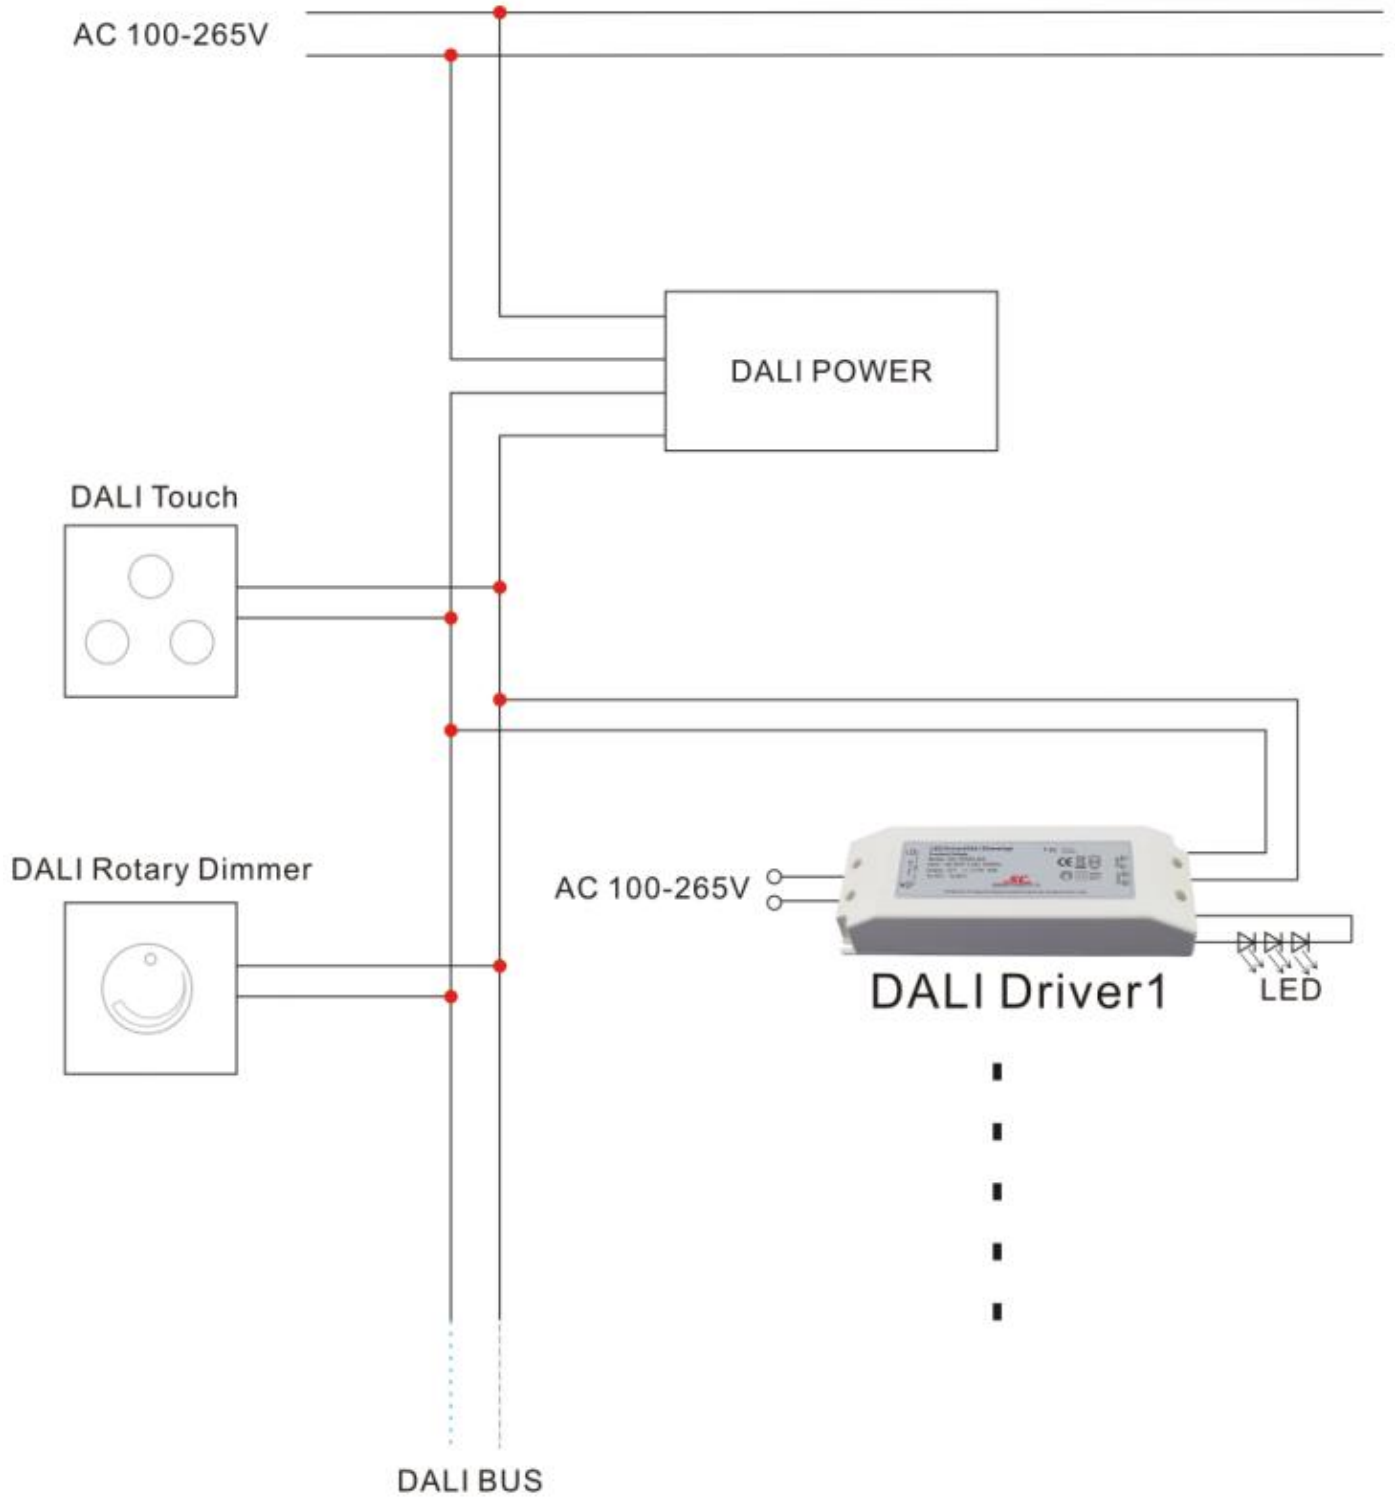 AC 100-265V
DALI POWER
DALI Touch
DALI Rotary Dimmer
AC 100-265V
DALI Driver1
LED
DALI BUS